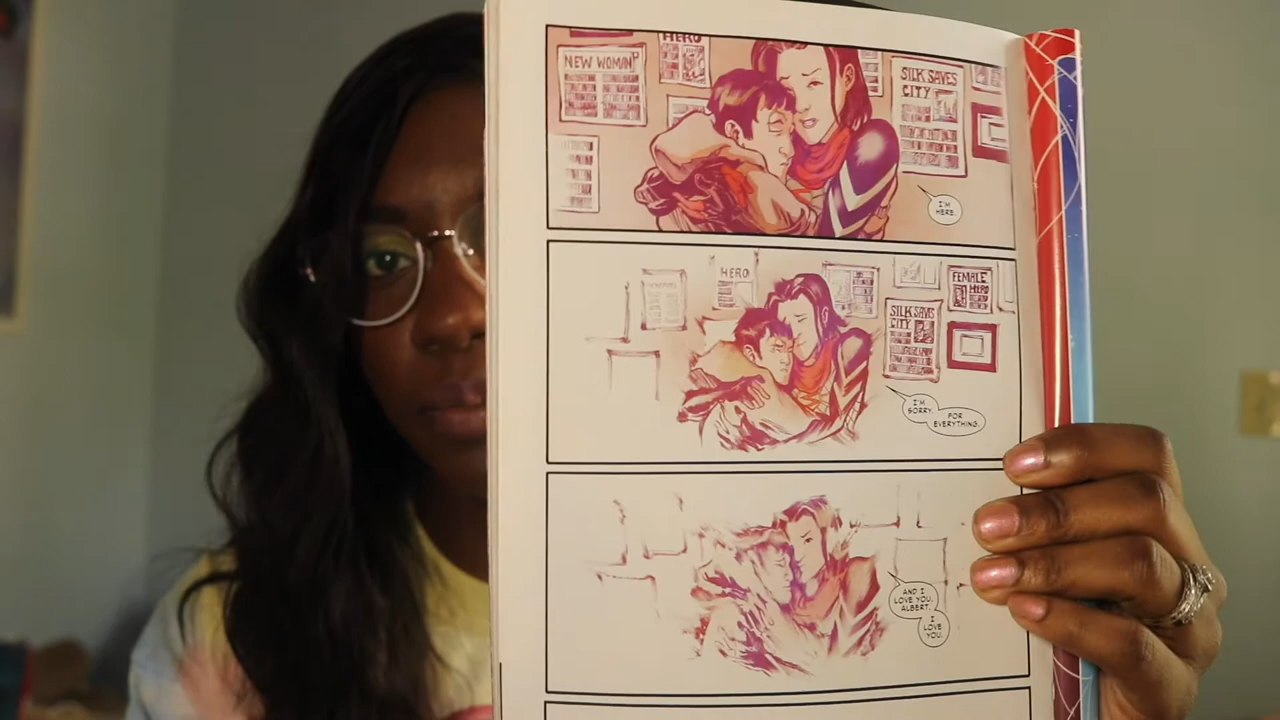 HERO
NEW WOMAN
SILK SAVES
CITY
I'M
HERE.
HERO
FEMALE
HERO
SILK SAVES
CITY
I'M
SORRY.
FOR
EVERYTHING.
AND I
LOVE YOU,
ALBERT.
I
LOVE
YOU.